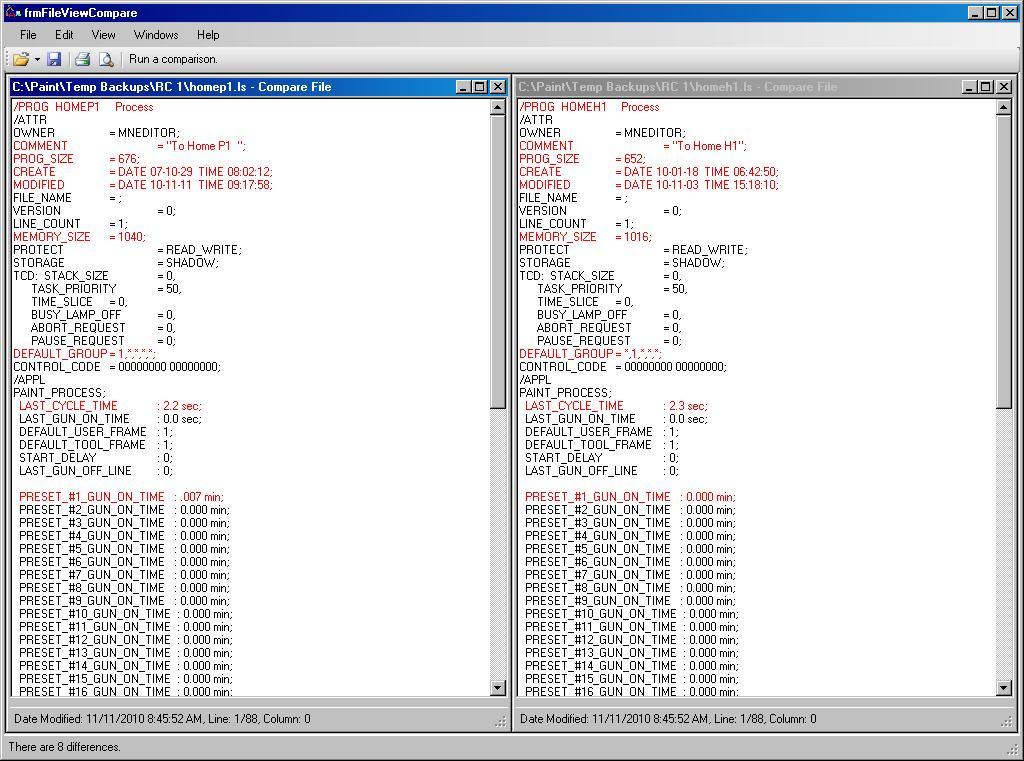 frmFileViewCompare
File Edit View Windows Help
Run a comparison.
C:\Paint\Temp Backups\RC 1\homep1.ls - Compare File
/PROG HOMEP1 Process
/ATTR
OWNER = MNEDITOR;
COMMENT = "To Home P1 ";
PROG_SIZE = 676;
CREATE = DATE 07-10-29 TIME 08:02:12;
MODIFIED = DATE 10-11-11 TIME 09:17:58;
FILE_NAME = ;
VERSION = 0;
LINE_COUNT = 1;
MEMORY_SIZE = 1040;
PROTECT = READ_WRITE;
STORAGE = SHADOW;
TCD: STACK_SIZE = 0,
TASK_PRIORITY = 50,
TIME_SLICE = 0,
BUSY_LAMP_OFF = 0,
ABORT_REQUEST = 0,
PAUSE_REQUEST = 0;
DEFAULT_GROUP = 1,*,*,*,*;
CONTROL_CODE = 00000000 00000000;
/APPL
PAINT_PROCESS;
LAST_CYCLE_TIME : 2.2 sec;
LAST_GUN_ON_TIME : 0.0 sec;
DEFAULT_USER_FRAME : 1;
DEFAULT_TOOL_FRAME : 1;
START_DELAY : 0;
LAST_GUN_OFF_LINE : 0;
PRESET_#1_GUN_ON_TIME : .007 min;
PRESET_#2_GUN_ON_TIME : 0.000 min;
PRESET_#3_GUN_ON_TIME : 0.000 min;
PRESET_#4_GUN_ON_TIME : 0.000 min;
PRESET_#5_GUN_ON_TIME : 0.000 min;
PRESET_#6_GUN_ON_TIME : 0.000 min;
PRESET_#7_GUN_ON_TIME : 0.000 min;
PRESET_#8_GUN_ON_TIME : 0.000 min;
PRESET_#9_GUN_ON_TIME : 0.000 min;
PRESET_#10_GUN_ON_TIME : 0.000 min;
PRESET_#11_GUN_ON_TIME : 0.000 min;
PRESET_#12_GUN_ON_TIME : 0.000 min;
PRESET_#13_GUN_ON_TIME : 0.000 min;
PRESET_#14_GUN_ON_TIME : 0.000 min;
PRESET_#15_GUN_ON_TIME : 0.000 min;
PRESET_#16_GUN_ON_TIME : 0.000 min;
Date Modified: 11/11/2010 8:45:52 AM, Line: 1/88, Column: 0
C:\Paint\Temp Backups\RC 1\homeh1.ls - Compare File
/PROG HOMEH1 Process
/ATTR
OWNER = MNEDITOR;
COMMENT = "To Home H1";
PROG_SIZE = 652;
CREATE = DATE 10-01-18 TIME 06:42:50;
MODIFIED = DATE 10-11-03 TIME 15:18:10;
FILE_NAME = ;
VERSION = 0;
LINE_COUNT = 1;
MEMORY_SIZE = 1016;
PROTECT = READ_WRITE;
STORAGE = SHADOW;
TCD: STACK_SIZE = 0,
TASK_PRIORITY = 50,
TIME_SLICE = 0,
BUSY_LAMP_OFF = 0,
ABORT_REQUEST = 0,
PAUSE_REQUEST = 0;
DEFAULT_GROUP = *,1,*,*,*;
CONTROL_CODE = 00000000 00000000;
/APPL
PAINT_PROCESS;
LAST_CYCLE_TIME : 2.3 sec;
LAST_GUN_ON_TIME : 0.0 sec;
DEFAULT_USER_FRAME : 1;
DEFAULT_TOOL_FRAME : 1;
START_DELAY : 0;
LAST_GUN_OFF_LINE : 0;
PRESET_#1_GUN_ON_TIME : 0.000 min;
PRESET_#2_GUN_ON_TIME : 0.000 min;
PRESET_#3_GUN_ON_TIME : 0.000 min;
PRESET_#4_GUN_ON_TIME : 0.000 min;
PRESET_#5_GUN_ON_TIME : 0.000 min;
PRESET_#6_GUN_ON_TIME : 0.000 min;
PRESET_#7_GUN_ON_TIME : 0.000 min;
PRESET_#8_GUN_ON_TIME : 0.000 min;
PRESET_#9_GUN_ON_TIME : 0.000 min;
PRESET_#10_GUN_ON_TIME : 0.000 min;
PRESET_#11_GUN_ON_TIME : 0.000 min;
PRESET_#12_GUN_ON_TIME : 0.000 min;
PRESET_#13_GUN_ON_TIME : 0.000 min;
PRESET_#14_GUN_ON_TIME : 0.000 min;
PRESET_#15_GUN_ON_TIME : 0.000 min;
PRESET_#16_GUN_ON_TIME : 0.000 min;
Date Modified: 11/11/2010 8:45:52 AM, Line: 1/88, Column: 0
There are 8 differences.